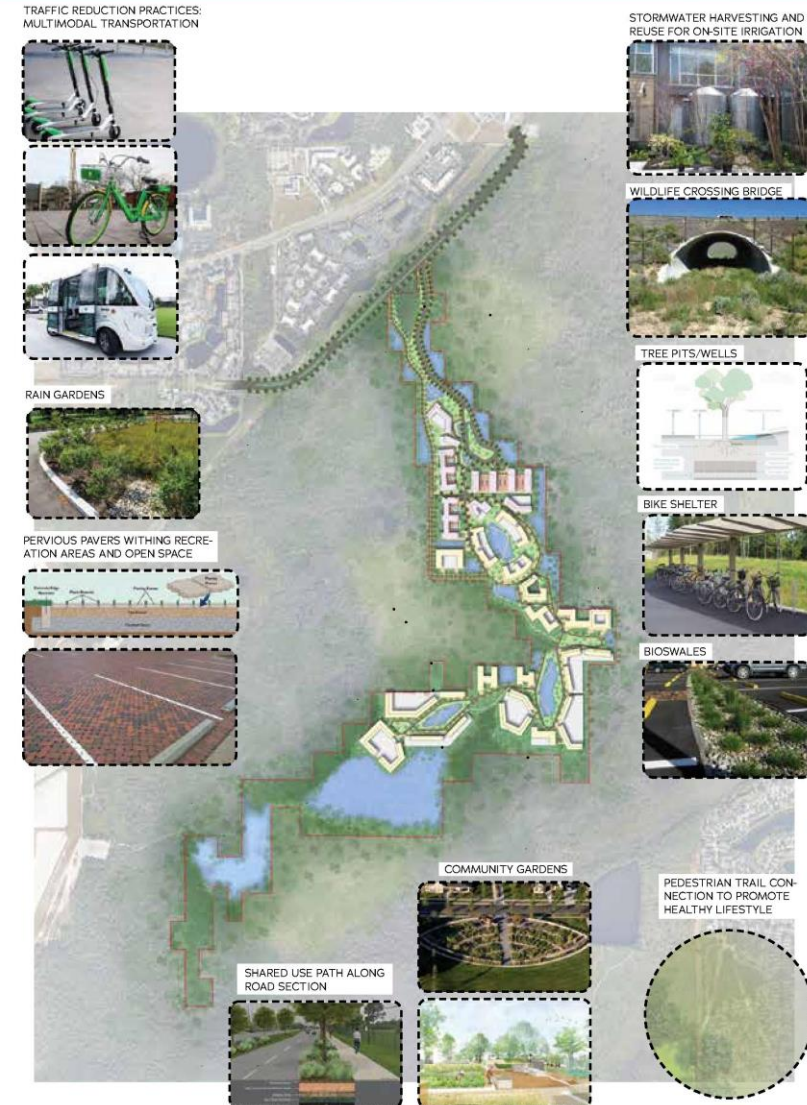 TRAFFIC REDUCTION PRACTICES:
MULTIMODAL TRANSPORTATION
RAIN GARDENS
PERVIOUS PAVERS WITHING RECRE-
ATION AREAS AND OPEN SPACE
STORMWATER HARVESTING AND
REUSE FOR ON-SITE IRRIGATION
WILDLIFE CROSSING BRIDGE
TREE PITS/WELLS
BIKE SHELTER
BIOSWALES
COMMUNITY GARDENS
SHARED USE PATH ALONG
ROAD SECTION
PEDESTRIAN TRAIL CON-
NECTION TO PROMOTE
HEALTHY LIFESTYLE